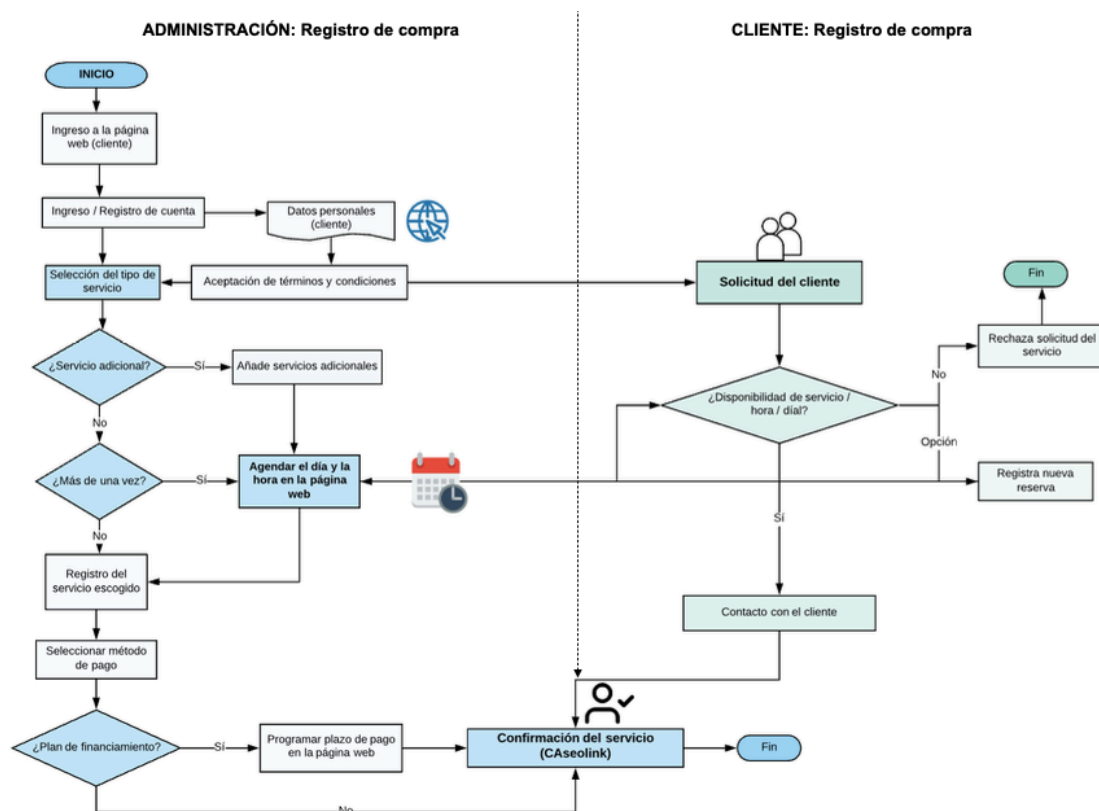 ADMINISTRACIÓN: Registro de compra
CLIENTE: Registro de compra
INICIO
Ingreso a la página
web (cliente)
Ingreso / Registro de cuenta
Datos personales
(cliente)
Selección del tipo de
servicio
Aceptación de términos y condiciones
Solicitud del cliente
Fin
Rechaza solicitud del
servicio
¿Servicio adicional?
Sí
Añade servicios adicionales
No
¿Disponibilidad de servicio /
hora / díal?
No
Opción
¿Más de una vez?
Sí
Agendar el día y la
hora en la página
web
Registra nueva
reserva
No
Sí
Registro del
servicio escogido
Contacto con el cliente
Seleccionar método
de pago
¿Plan de financiamiento?
Sí
Programar plazo de pago
en la página web
Confirmación del servicio
(CAseolink)
Fin
No